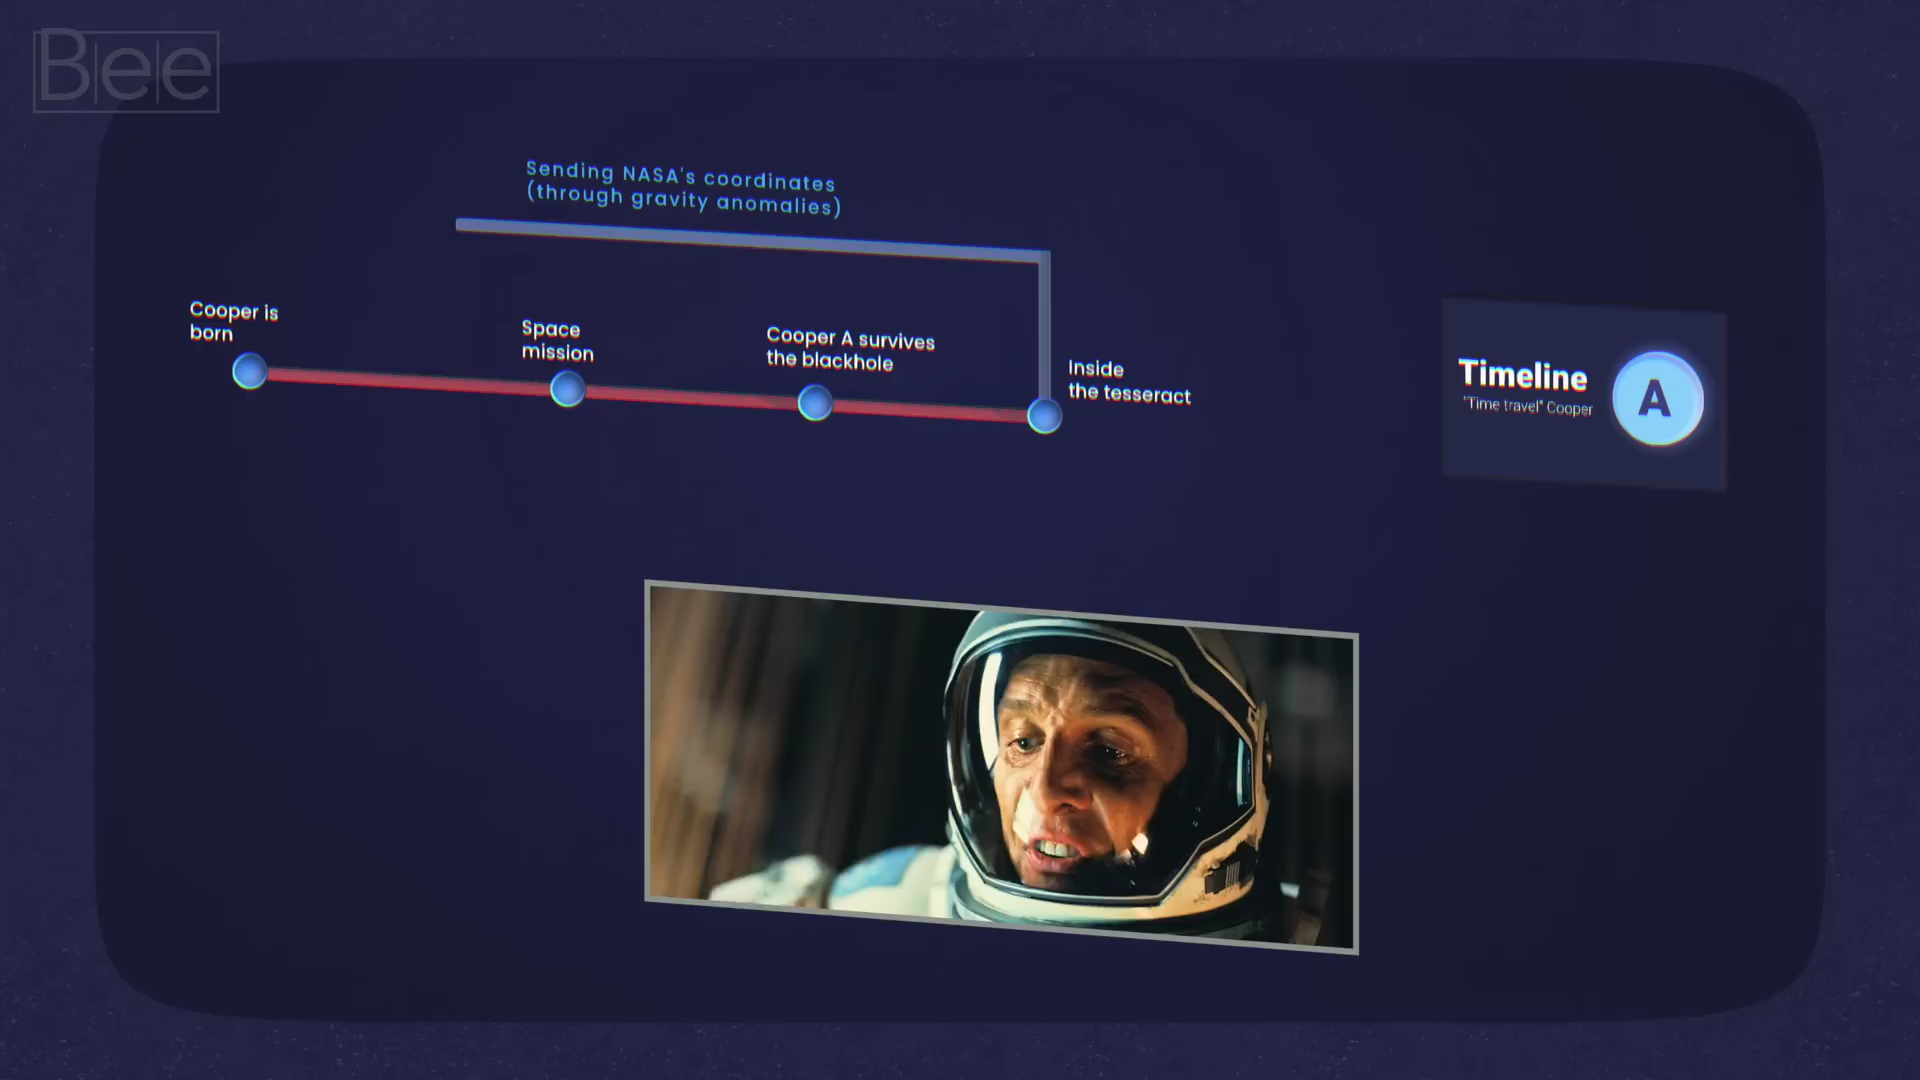 Bee
Sending NASA's coordinates
(through gravity anomalies)
Cooper is
born
Space
mission
Cooper A survives
the blackhole
Inside
the tesseract
Timeline
"Time travel" Cooper
A